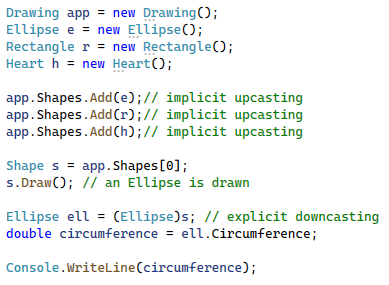 Drawing app = new Drawing();
Ellipse e = new Ellipse();
Rectangle r = new Rectangle();
Heart h = new Heart();
app.Shapes.Add(e);// implicit upcasting
app.Shapes.Add(r);// implicit upcasting
app.Shapes.Add(h);// implicit upcasting
Shape s = app.Shapes[0];
s.Draw(); // an Ellipse is drawn
Ellipse ell = (Ellipse)s; // explicit downcasting
double circumference = ell.Circumference;
Console.WriteLine(circumference);